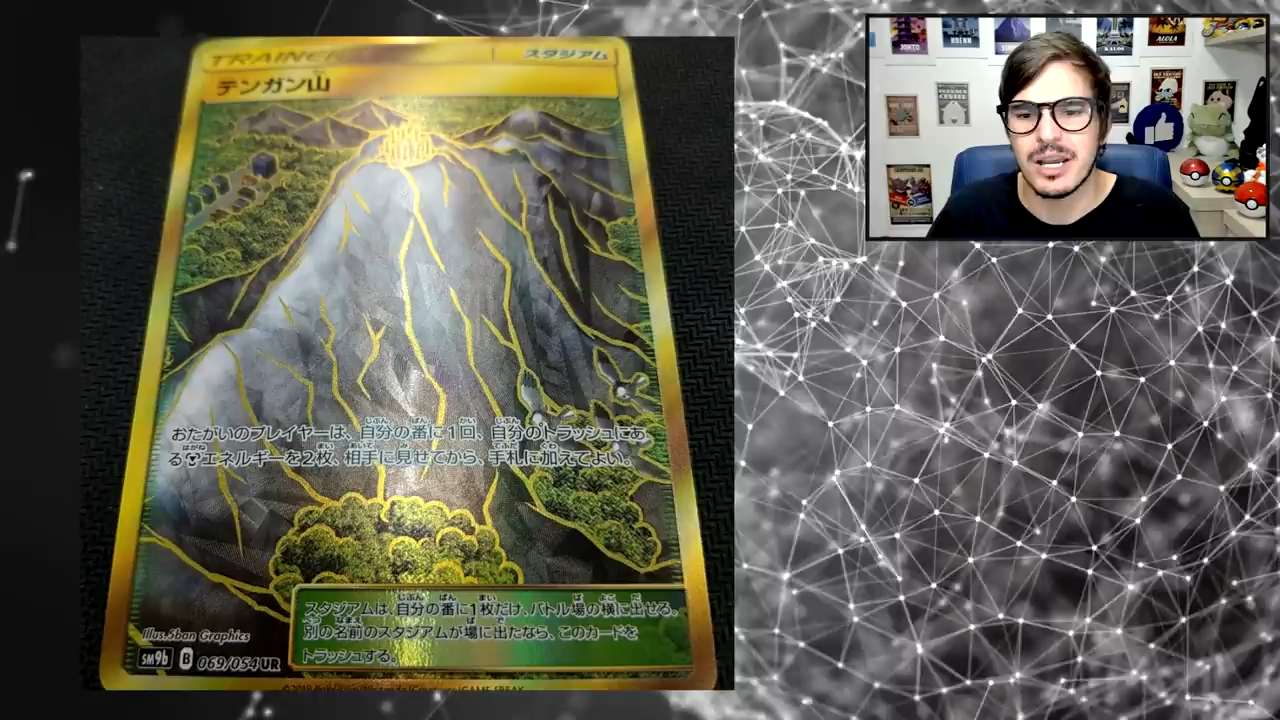 TRAINER スタジアム
テンガン山
おたがいのプレイヤーは、自分の番に1回、自分のトラッシュにあ
るエネルギーを2枚、相手に見せてから、手札に加えてよい。
スタジアムは、自分の番に1枚だけ、バトル場の横に出せる。
別の名前のスタジアムが場に出たなら、このカードを
トラッシュする。
Illus.5ban Graphics
sm9b B 069/054 UR
JOHTO
HOENN
KALOS
ALOLA